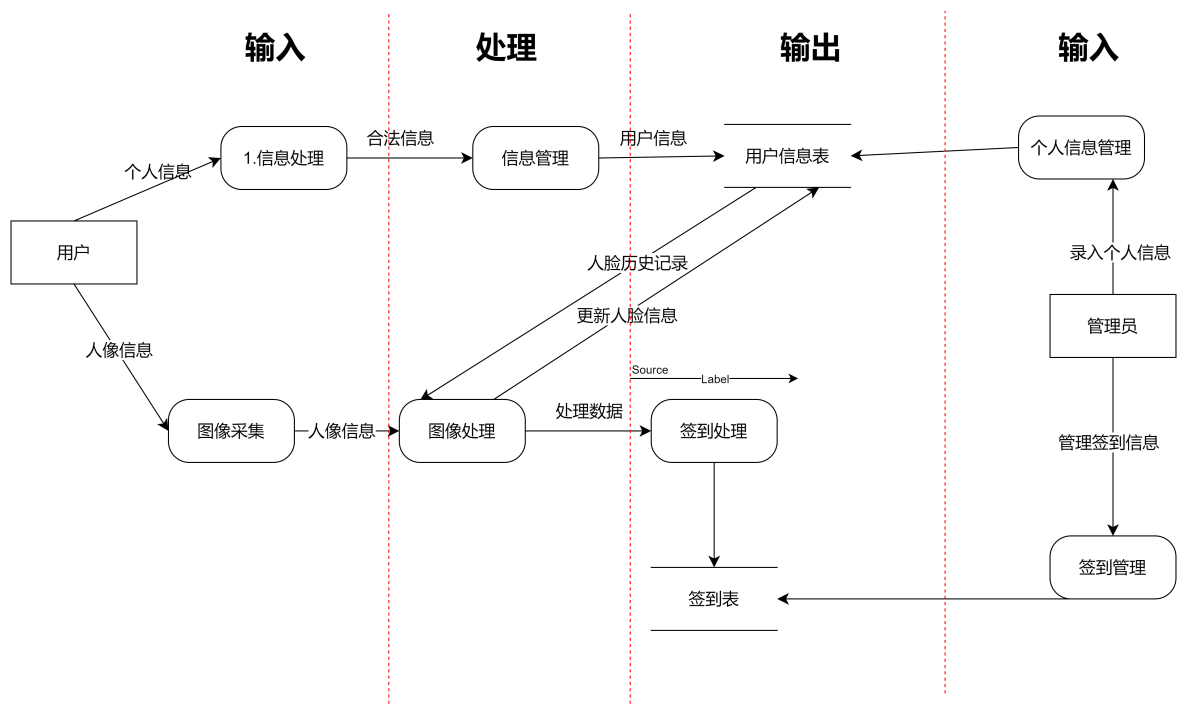 输入
处理
输出
输入
合法信息
用户信息
个人信息管理
1.信息处理
信息管理
用户信息表
个人信息
用户
录入个人信息
人脸历史记录
更新人脸信息
管理员
人像信息
Source
Label
处理数据
图像采集
人像信息
图像处理
签到处理
管理签到信息
签到管理
签到表